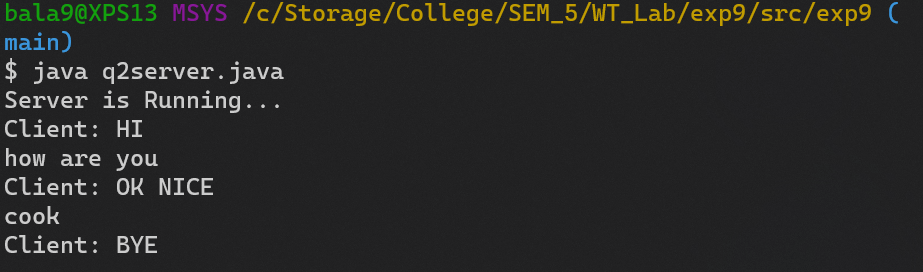 bala9@XPS13 MSYS /c/Storage/College/SEM_5/WT_Lab/exp9/src/exp9 (
main)
$ java q2server.java
Server is Running...
Client: HI
how are you
Client: OK NICE
cook
Client: BYE